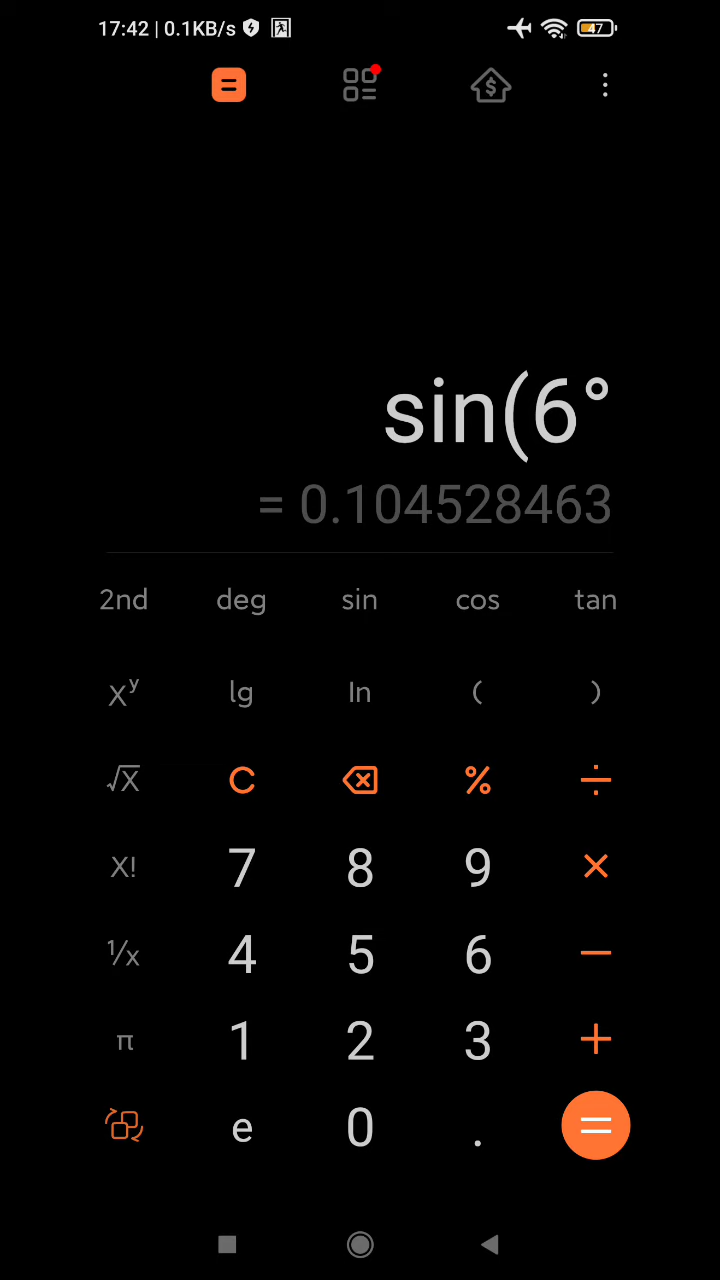 17:42 | 0.1KB/s 47
sin(6°
= 0.104528463
2nd deg sin cos tan
Xʸ lg ln ( )
√X C % ÷
X! 7 8 9 ×
¹/x 4 5 6 −
π 1 2 3 +
e 0 . =